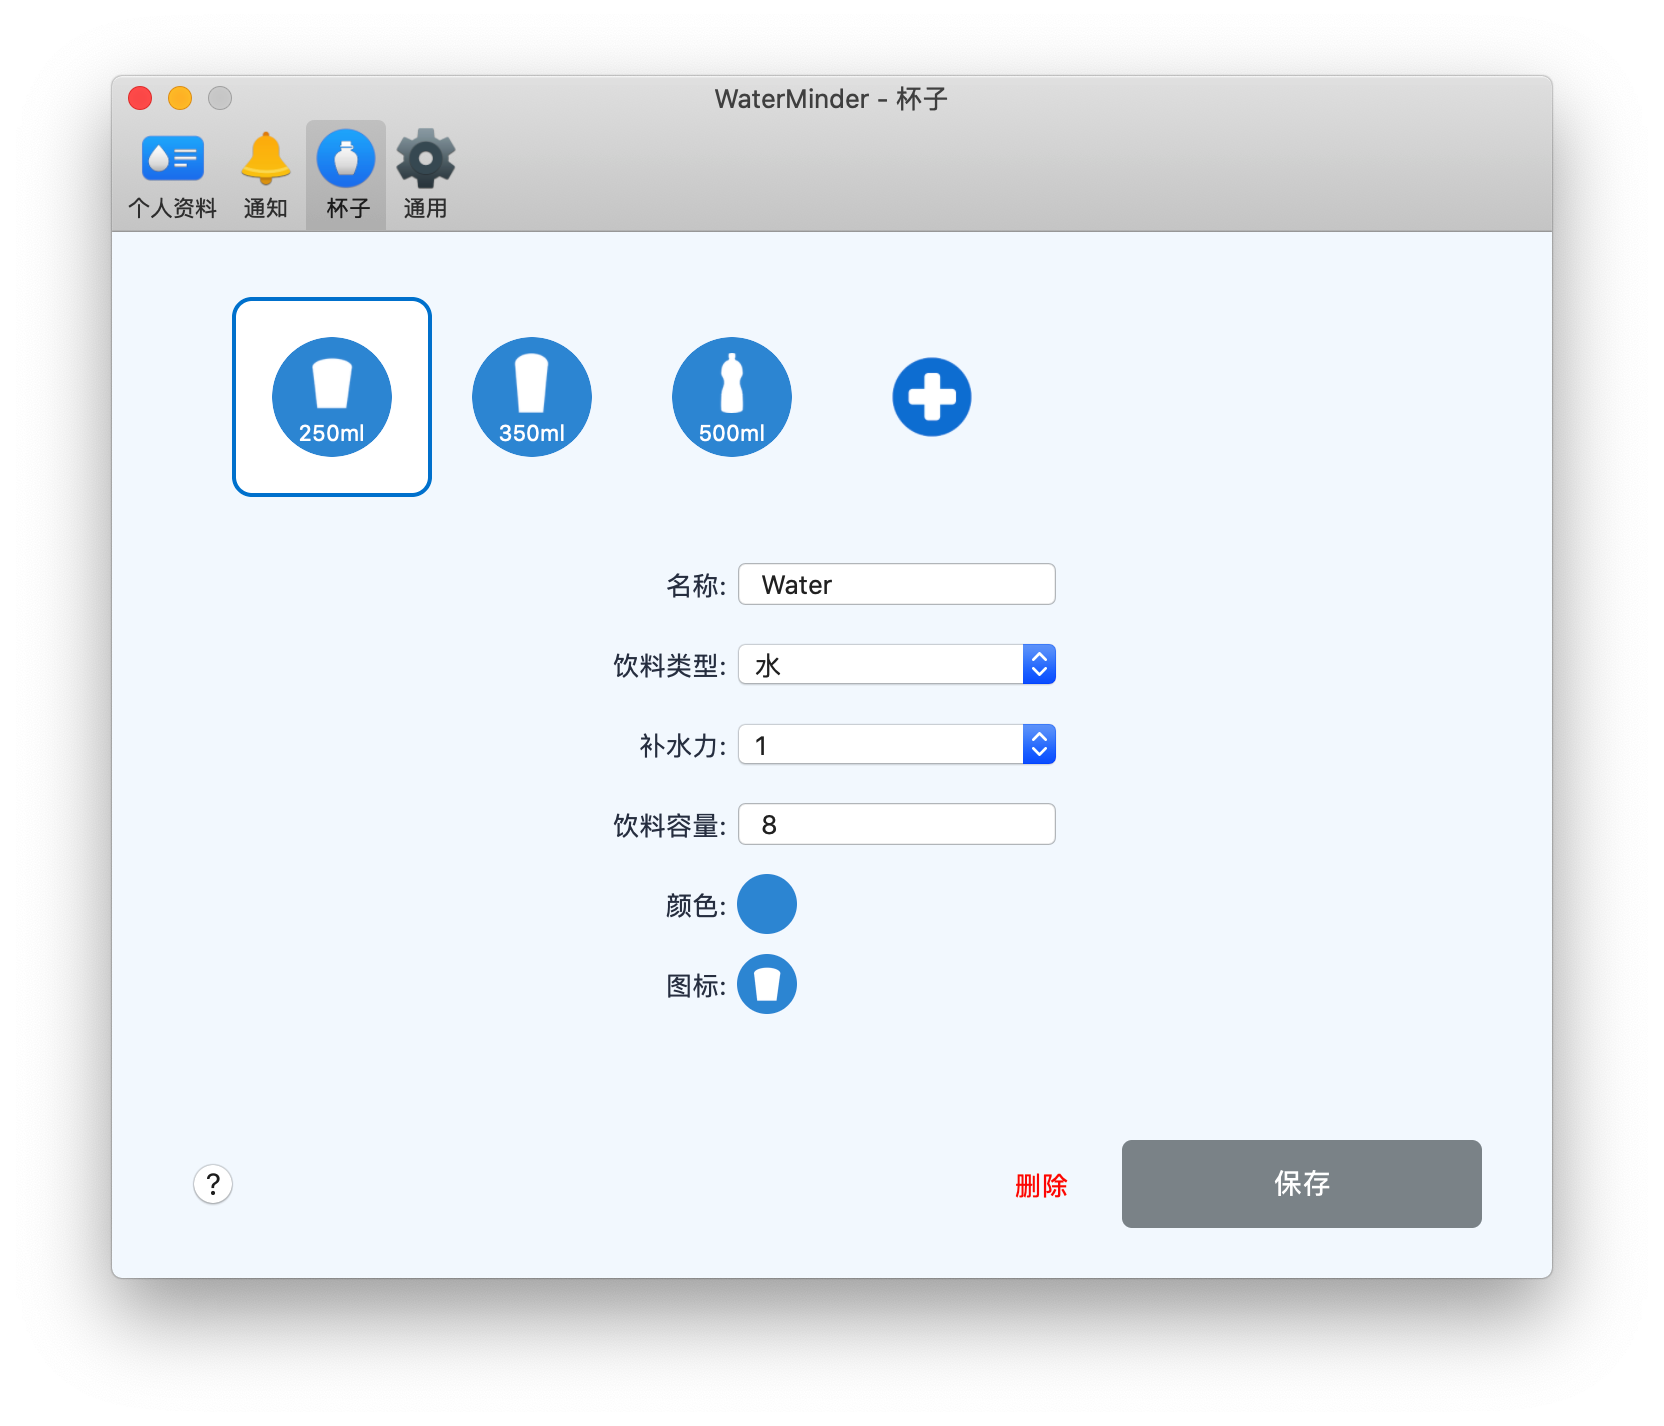 WaterMinder - 杯子
个人资料 通知 杯子 通用
250ml 350ml 500ml
名称: Water
饮料类型: 水
补水力: 1
饮料容量: 8
颜色:
图标:
? 删除 保存